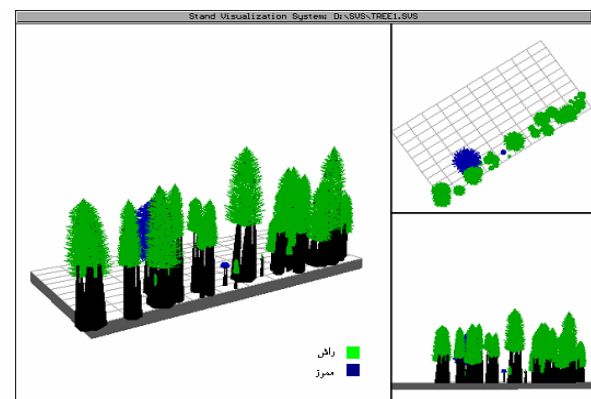 Stand Visualization System: D:\SVS\TREE1.SVS
راش
ممرز